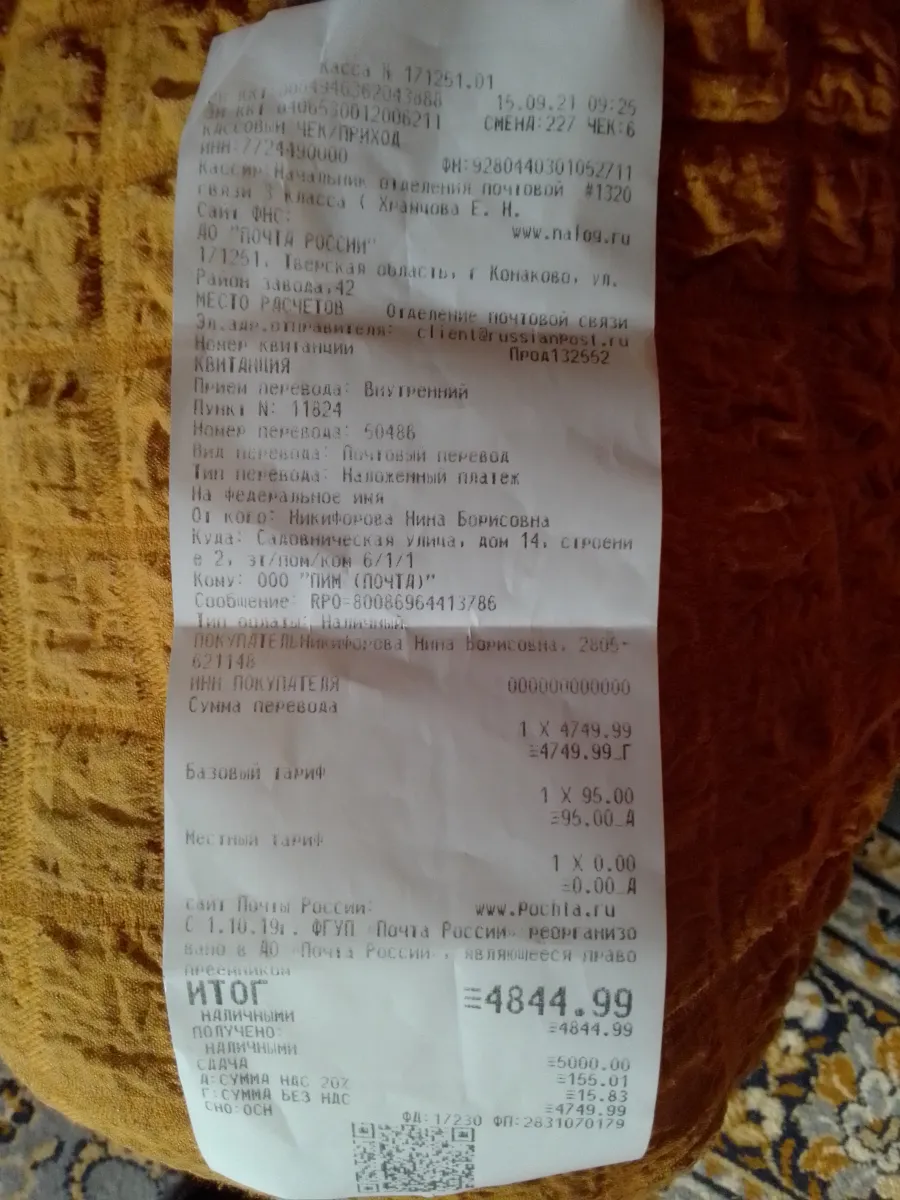 Касса N 171251.01
15.09.21 09:25
СМЕНА:227 ЧЕК:6
КАССОВЫЙ ЧЕК/ПРИХОД
ИНН:7724490000
ФН:9280440301052711
Кассир Начальник отделения почтовой #1320
связи 3 класса ( Хранцова Е. Н.
Сайт ФНС:
www.nalog.ru
АО "ПОЧТА РОССИИ"
171251, Тверская область, г Конаково, ул.
Район завода,42
МЕСТО РАСЧЕТОВ Отделение почтовой связи
Эл.адр.отправителя: client@russianpost.ru
Номер квитанции Прод132552
КВИТАНЦИЯ
Прием перевода: Внутренний
Пункт N: 11824
Номер перевода: 50486
Вид перевода: Почтовый перевод
Тип перевода: Наложенный платеж
На федеральное имя
От кого: Никифорова Нина Борисовна
Куда: Садовническая улица, дом 14, строени
е 2, эт/пом/ком 6/1/1
Кому: ООО "ПИМ (ПОЧТА)"
Сообщение: RPO=80086964413786
Тип оплаты: Наличный
ПОКУПАТЕЛЬНикифорова Нина Борисовна, 2805-
621148
ИНН ПОКУПАТЕЛЯ 000000000000
Сумма перевода
1 X 4749.99
=4749.99_Г
Базовый тариф
1 X 95.00
=95.00_А
Местный тариф
1 X 0.00
=0.00_А
сайт Почты России: www.Pochta.ru
С 1.10.19г. ФГУП «Почта России» реорганизо
вано в АО «Почта России», являющееся право
преемником
ИТОГ =4844.99
НАЛИЧНЫМИ =4844.99
ПОЛУЧЕНО:
НАЛИЧНЫМИ =5000.00
СДАЧА =155.01
А:СУММА НДС 20% =15.83
Г:СУММА БЕЗ НДС =4749.99
СНО:ОСН
ФД:17230 ФП:2831070179